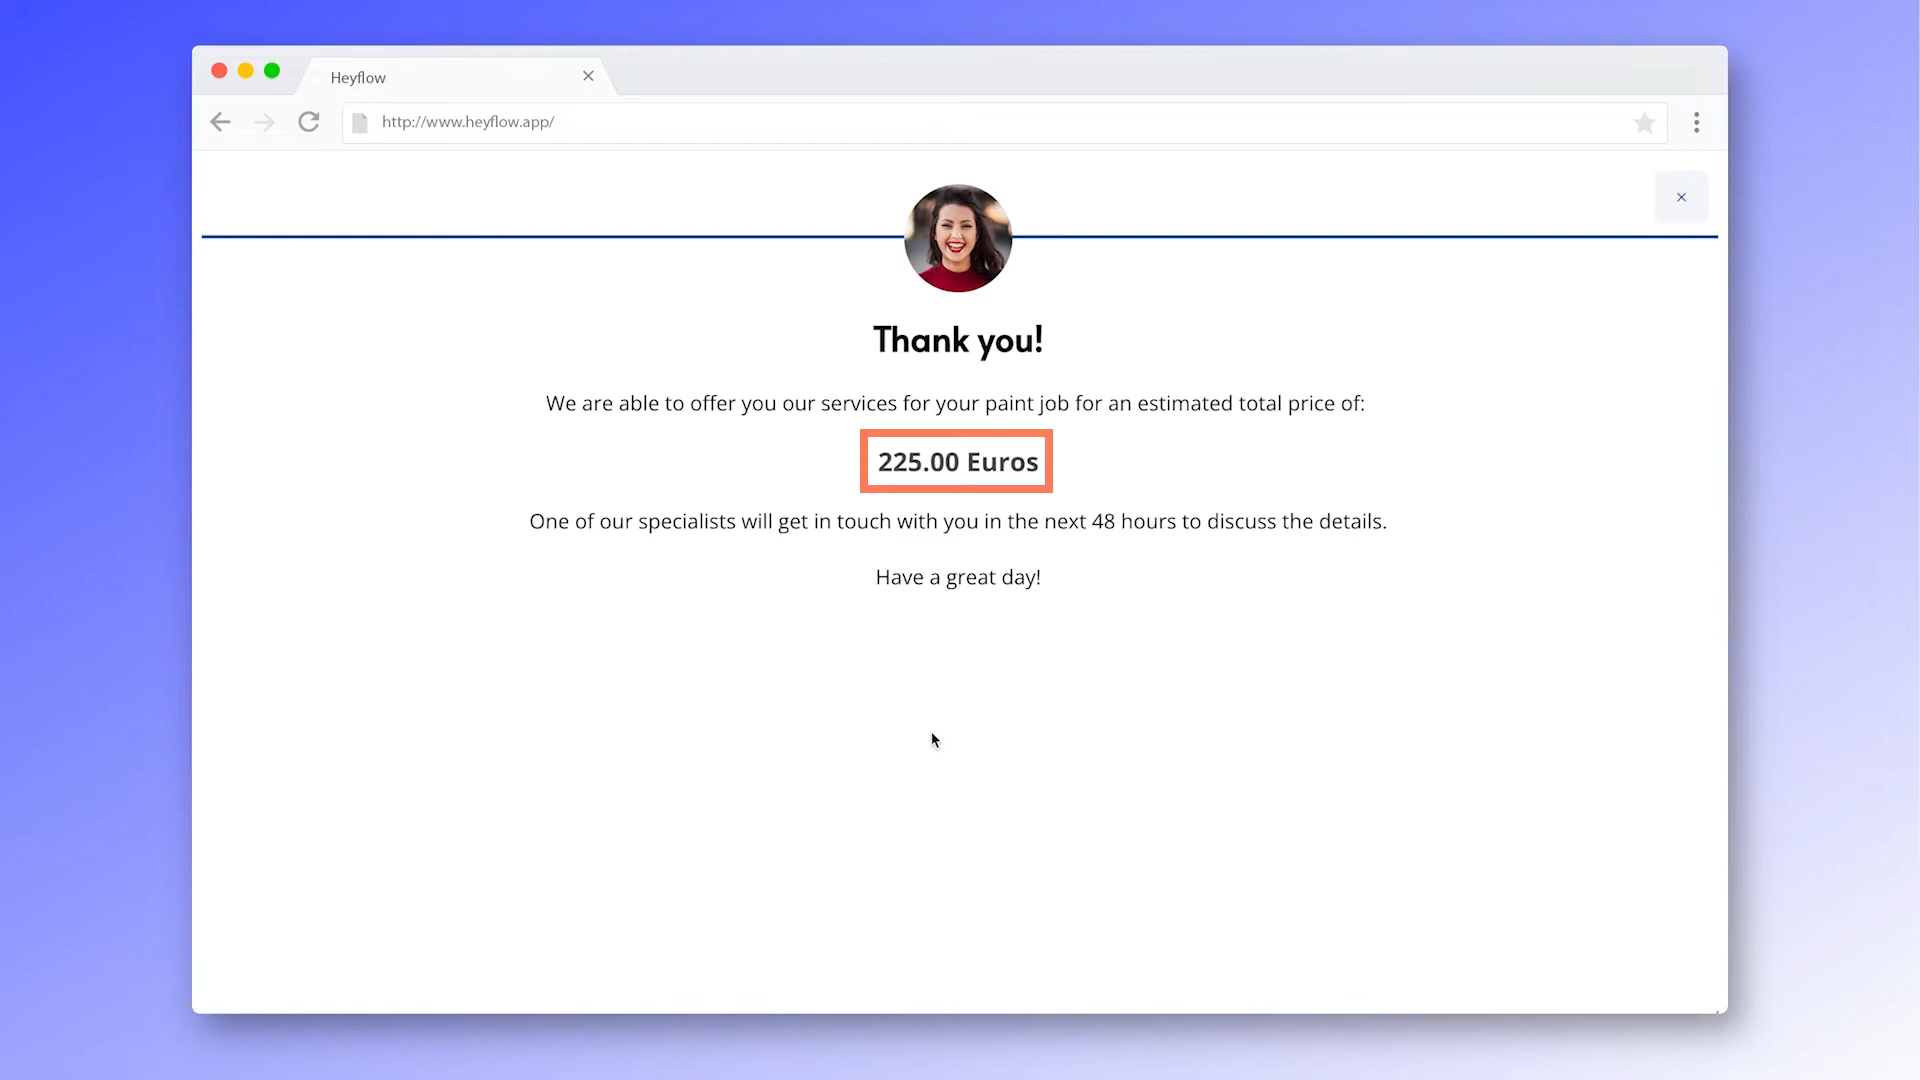 Heyflow
http://www.heyflow.app/
Thank you!
We are able to offer you our services for your paint job for an estimated total price of:
225.00 Euros
One of our specialists will get in touch with you in the next 48 hours to discuss the details.
Have a great day!